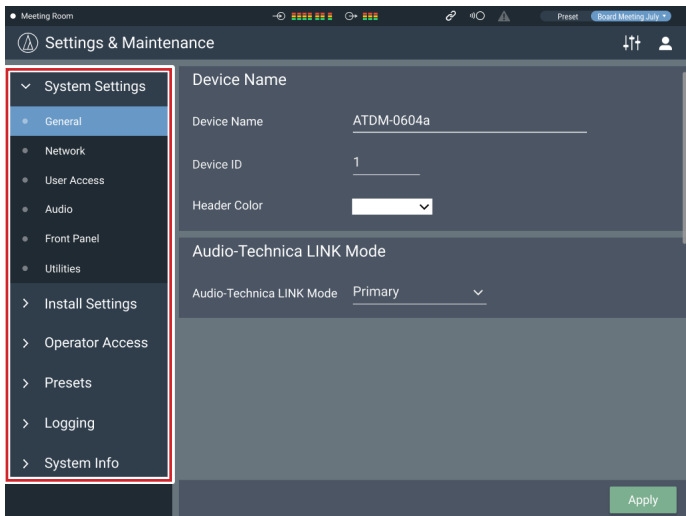 Meeting Room
Preset Board Meeting July
Settings & Maintenance
System Settings
General
Network
User Access
Audio
Front Panel
Utilities
Install Settings
Operator Access
Presets
Logging
System Info
Device Name
Device Name ATDM-0604a
Device ID 1
Header Color
Audio-Technica LINK Mode
Audio-Technica LINK Mode Primary
Apply